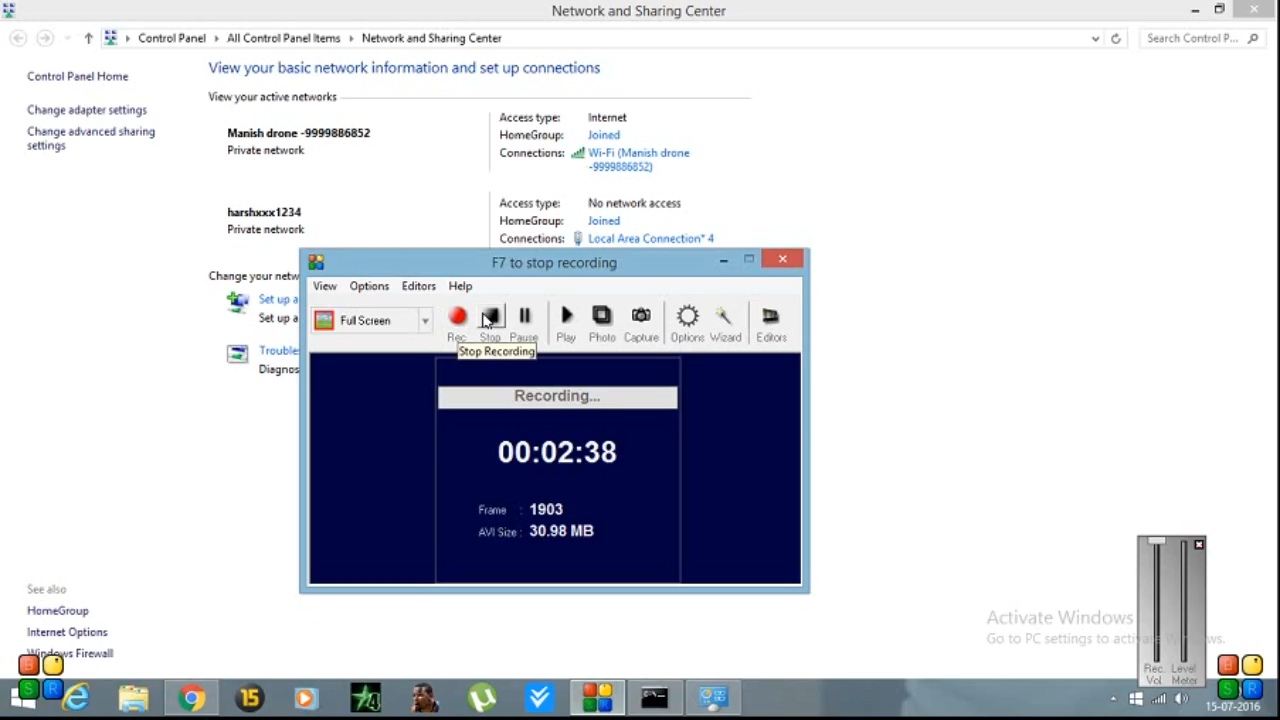 Network and Sharing Center
Control Panel
All Control Panel Items
Network and Sharing Center
Search Control P...
Control Panel Home
Change adapter settings
Change advanced sharing
settings
View your basic network information and set up connections
View your active networks
Manish drone -9999886852
Private network
Access type: Internet
HomeGroup: Joined
Connections: Wi-Fi (Manish drone
-9999886852)
harshxxx1234
Private network
Access type: No network access
HomeGroup: Joined
Connections: Local Area Connection* 4
Change your netw
Set up a
Set up a
Troubles
Diagnos
F7 to stop recording
View Options Editors Help
Full Screen
Rec Stop Pause Play Photo Capture Options Wizard Editors
Stop Recording
Recording...
00:02:38
Frame : 1903
AVI Size : 30.98 MB
See also
HomeGroup
Internet Options
Windows Firewall
Activate Windows
Go to PC settings to activate Windows.
Rec. Level
Vol Meter
B
S R
B
S R
15
15-07-2016